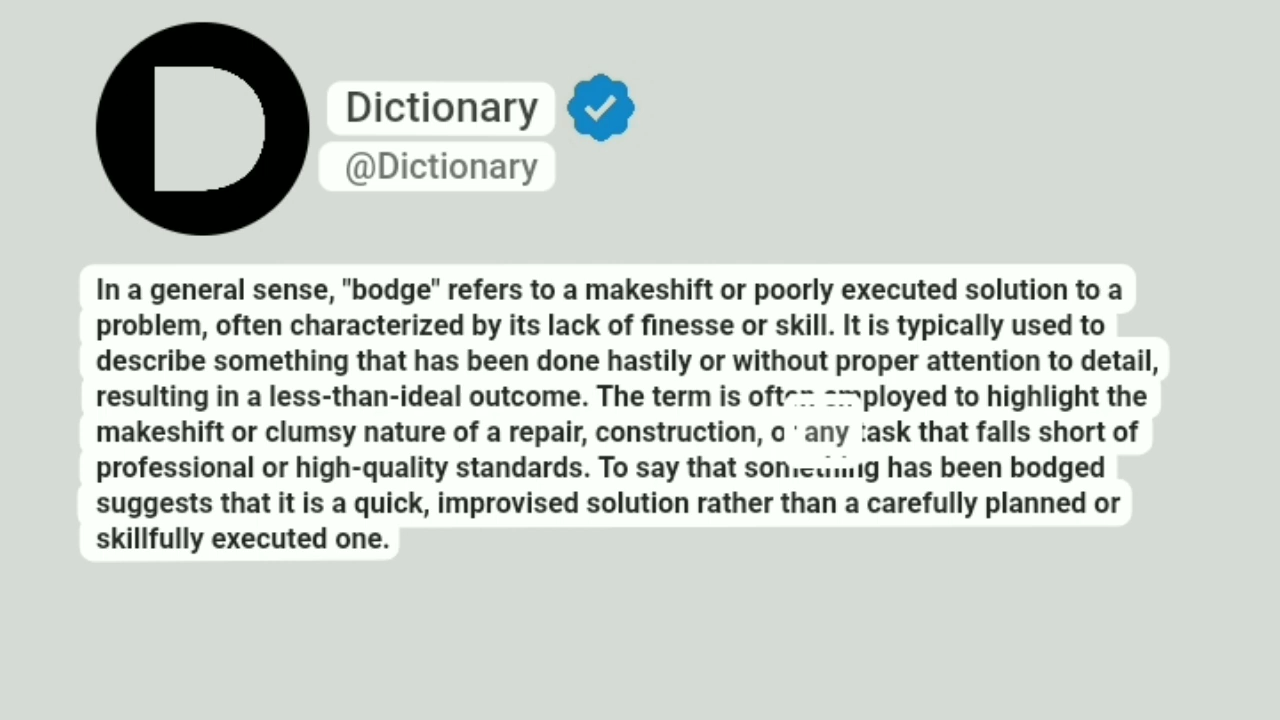 D
Dictionary
@Dictionary
In a general sense, "bodge" refers to a makeshift or poorly executed solution to a
problem, often characterized by its lack of finesse or skill. It is typically used to
describe something that has been done hastily or without proper attention to detail,
resulting in a less-than-ideal outcome. The term is often employed to highlight the
makeshift or clumsy nature of a repair, construction, or any task that falls short of
professional or high-quality standards. To say that something has been bodged
suggests that it is a quick, improvised solution rather than a carefully planned or
skillfully executed one.